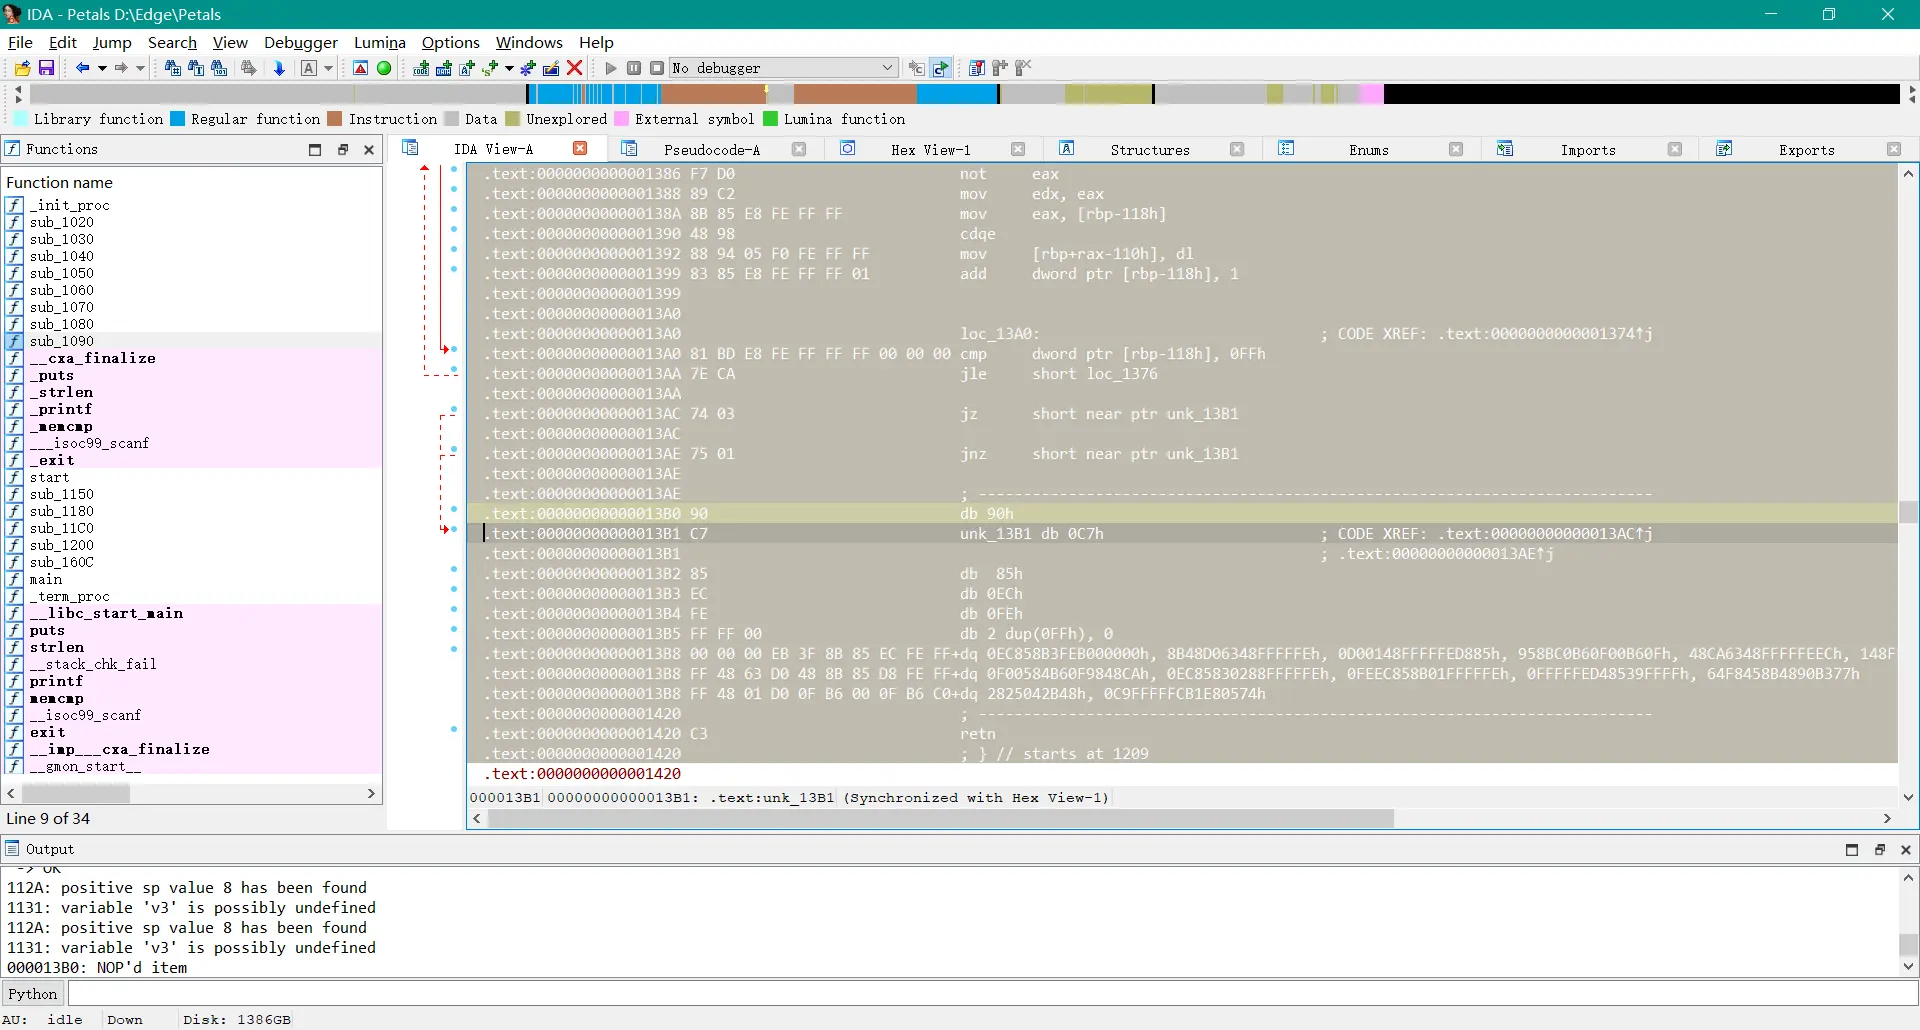 IDA - Petals D:\Edge\Petals
File Edit Jump Search View Debugger Lumina Options Windows Help
No debugger
Library function Regular function Instruction Data Unexplored External symbol Lumina function
Functions
IDA View-A Pseudocode-A Hex View-1 Structures Enums Imports Exports
Function name
_init_proc
sub_1020
sub_1030
sub_1040
sub_1050
sub_1060
sub_1070
sub_1080
sub_1090
__cxa_finalize
_puts
_strlen
_printf
_memcmp
___isoc99_scanf
_exit
start
sub_1150
sub_1180
sub_11C0
sub_1200
sub_160C
main
_term_proc
__libc_start_main
puts
strlen
__stack_chk_fail
printf
memcmp
__isoc99_scanf
exit
__imp___cxa_finalize
__gmon_start__
Line 9 of 34
.text:0000000000001386 F7 D0 not eax
.text:0000000000001388 89 C2 mov edx, eax
.text:000000000000138A 8B 85 E8 FE FF FF mov eax, [rbp-118h]
.text:0000000000001390 48 98 cdqe
.text:0000000000001392 88 94 05 F0 FE FF FF mov [rbp+rax-110h], dl
.text:0000000000001399 83 85 E8 FE FF FF 01 add dword ptr [rbp-118h], 1
.text:0000000000001399
.text:00000000000013A0
.text:00000000000013A0 loc_13A0: ; CODE XREF: .text:0000000000001374↑j
.text:00000000000013A0 81 BD E8 FE FF FF FF 00 00 00 cmp dword ptr [rbp-118h], 0FFh
.text:00000000000013AA 7E CA jle short loc_1376
.text:00000000000013AA
.text:00000000000013AC 74 03 jz short near ptr unk_13B1
.text:00000000000013AC
.text:00000000000013AE 75 01 jnz short near ptr unk_13B1
.text:00000000000013AE
.text:00000000000013AE ; ---------------------------------------------------------------------------
.text:00000000000013B0 90 db 90h
.text:00000000000013B1 C7 unk_13B1 db 0C7h ; CODE XREF: .text:00000000000013AC↑j
.text:00000000000013B1 ; .text:00000000000013AE↑j
.text:00000000000013B2 85 db 85h
.text:00000000000013B3 EC db 0ECh
.text:00000000000013B4 FE db 0FEh
.text:00000000000013B5 FF FF 00 db 2 dup(0FFh), 0
.text:00000000000013B8 00 00 00 EB 3F 8B 85 EC FE FF+dq 0EC858B3FEB000000h, 8B48D06348FFFFFEh, 0D00148FFFFFED885h, 958BC0B60F00B60Fh, 48CA6348FFFFFEECh, 148F
.text:00000000000013B8 FF 48 63 D0 48 8B 85 D8 FE FF+dq 0F00584B60F9848CAh, 0EC85830288FFFFFEh, 0FEEC858B01FFFFFEh, 0FFFFFED48539FFFFh, 64F8458B4890B377h
.text:00000000000013B8 FF 48 01 D0 0F B6 00 0F B6 C0+dq 2825042B48h, 0C9FFFFFCB1E80574h
.text:0000000000001420 ; ---------------------------------------------------------------------------
.text:0000000000001420 C3 retn
.text:0000000000001420 ; } // starts at 1209
.text:0000000000001420
000013B1 00000000000013B1: .text:unk_13B1 (Synchronized with Hex View-1)
Output
-> OK
112A: positive sp value 8 has been found
1131: variable 'v3' is possibly undefined
112A: positive sp value 8 has been found
1131: variable 'v3' is possibly undefined
000013B0: NOP'd item
Python
AU: idle Down Disk: 1386GB